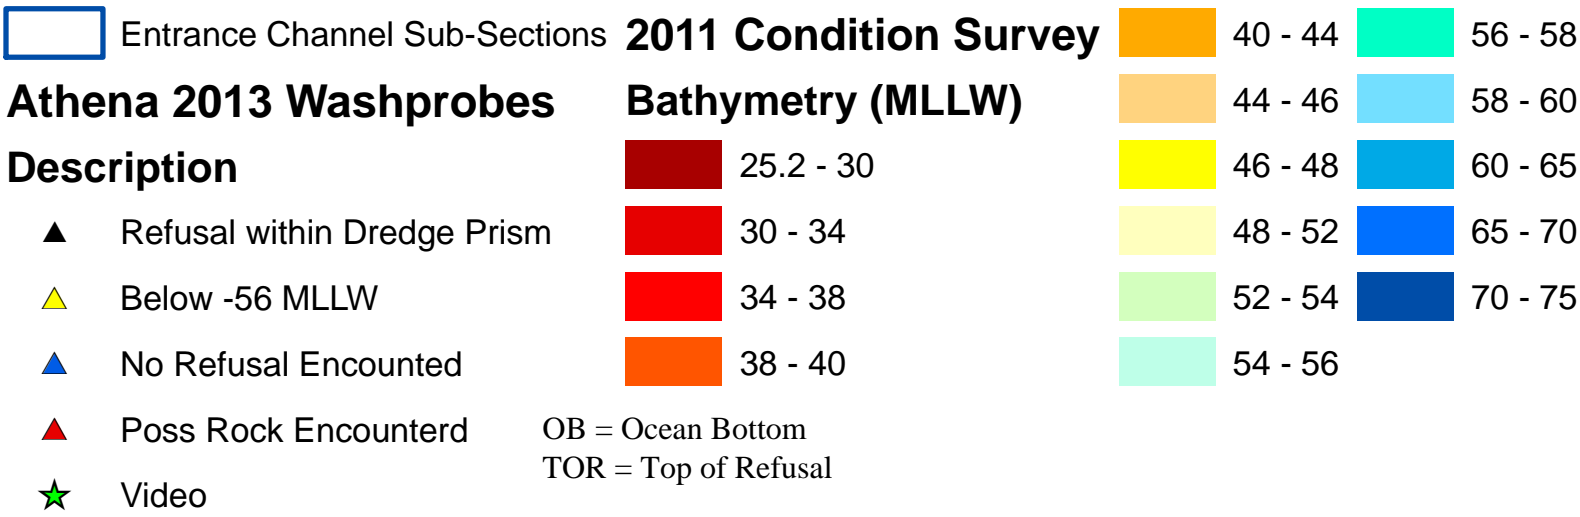 Entrance Channel Sub-Sections
Athena 2013 Washprobes
Description
Refusal within Dredge Prism
Below -56 MLLW
No Refusal Encounted
Poss Rock Encounterd
Video
2011 Condition Survey
Bathymetry (MLLW)
25.2 - 30
30 - 34
34 - 38
38 - 40
OB = Ocean Bottom
TOR = Top of Refusal
40 - 44
44 - 46
46 - 48
48 - 52
52 - 54
54 - 56
56 - 58
58 - 60
60 - 65
65 - 70
70 - 75